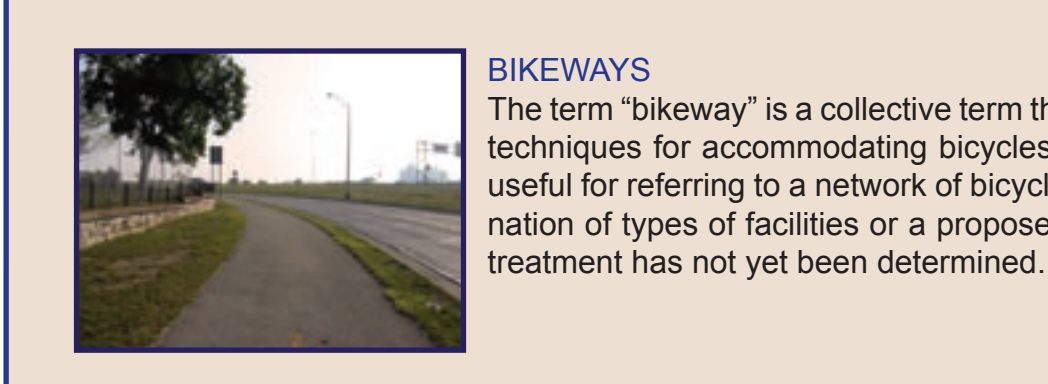 BIKEWAYS
The term “bikeway” is a collective term th
techniques for accommodating bicycles
useful for referring to a network of bicycl
nation of types of facilities or a propose
treatment has not yet been determined.